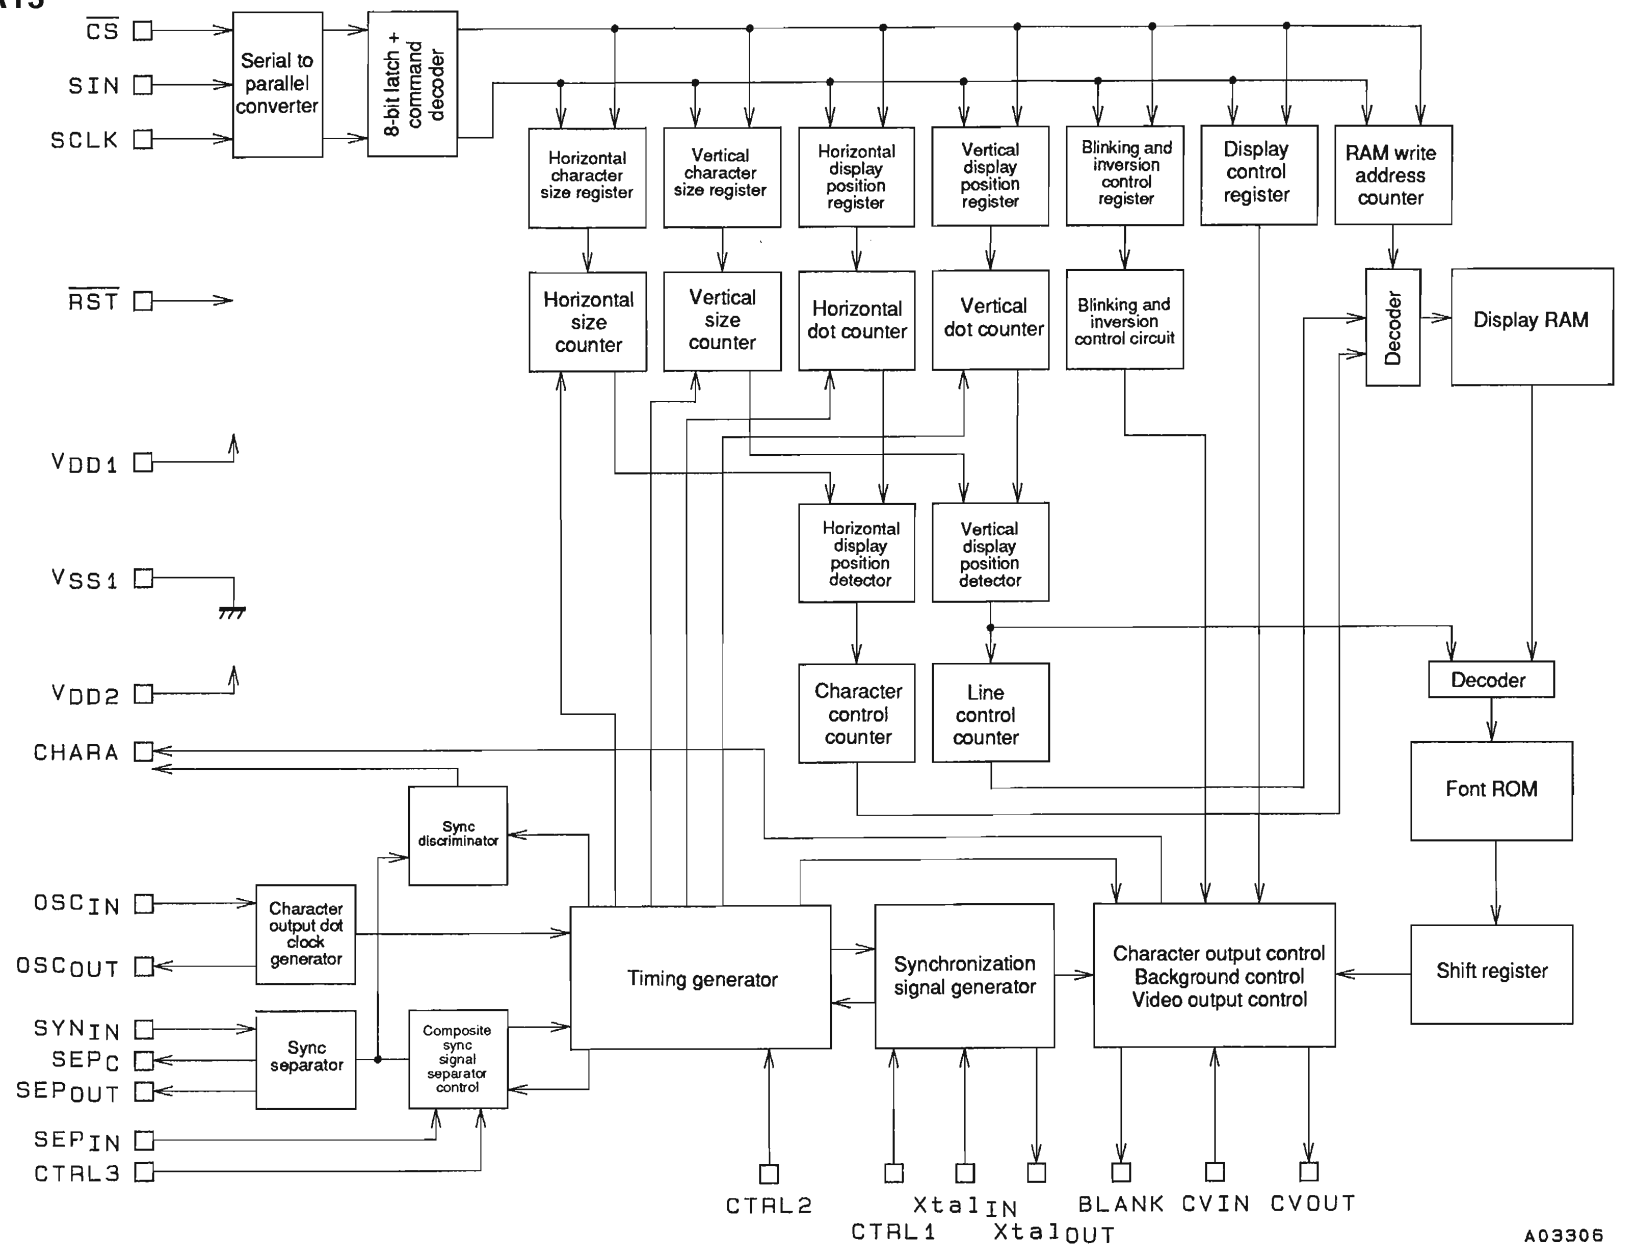 CS
SIN
SCLK
Serial to
parallel
converter
8-bit latch +
command
decoder
Horizontal
character
size register
Vertical
character
size register
Horizontal
display
position
register
Vertical
display
position
register
Blinking and
inversion
control
register
Display
control
register
RAM write
address
counter
RST
Horizontal
size
counter
Vertical
size
counter
Horizontal
dot counter
Vertical
dot counter
Blinking and
inversion
control circuit
Decoder
Display RAM
VDD1
VSS1
VDD2
Horizontal
display
position
detector
Vertical
display
position
detector
Character
control
counter
Line
control
counter
Decoder
Font ROM
CHARA
Sync
discriminator
OSCIN
OSCOUT
Character
output dot
clock
generator
Timing generator
Synchronization
signal generator
Character output control
Background control
Video output control
Shift register
SYNIN
SEPC
SEPOUT
Sync
separator
Composite
sync
signal
separator
control
SEPIN
CTRL3
CTRL2
CTRL1
XtalIN
XtalOUT
BLANK
CVIN
CVOUT
A03306